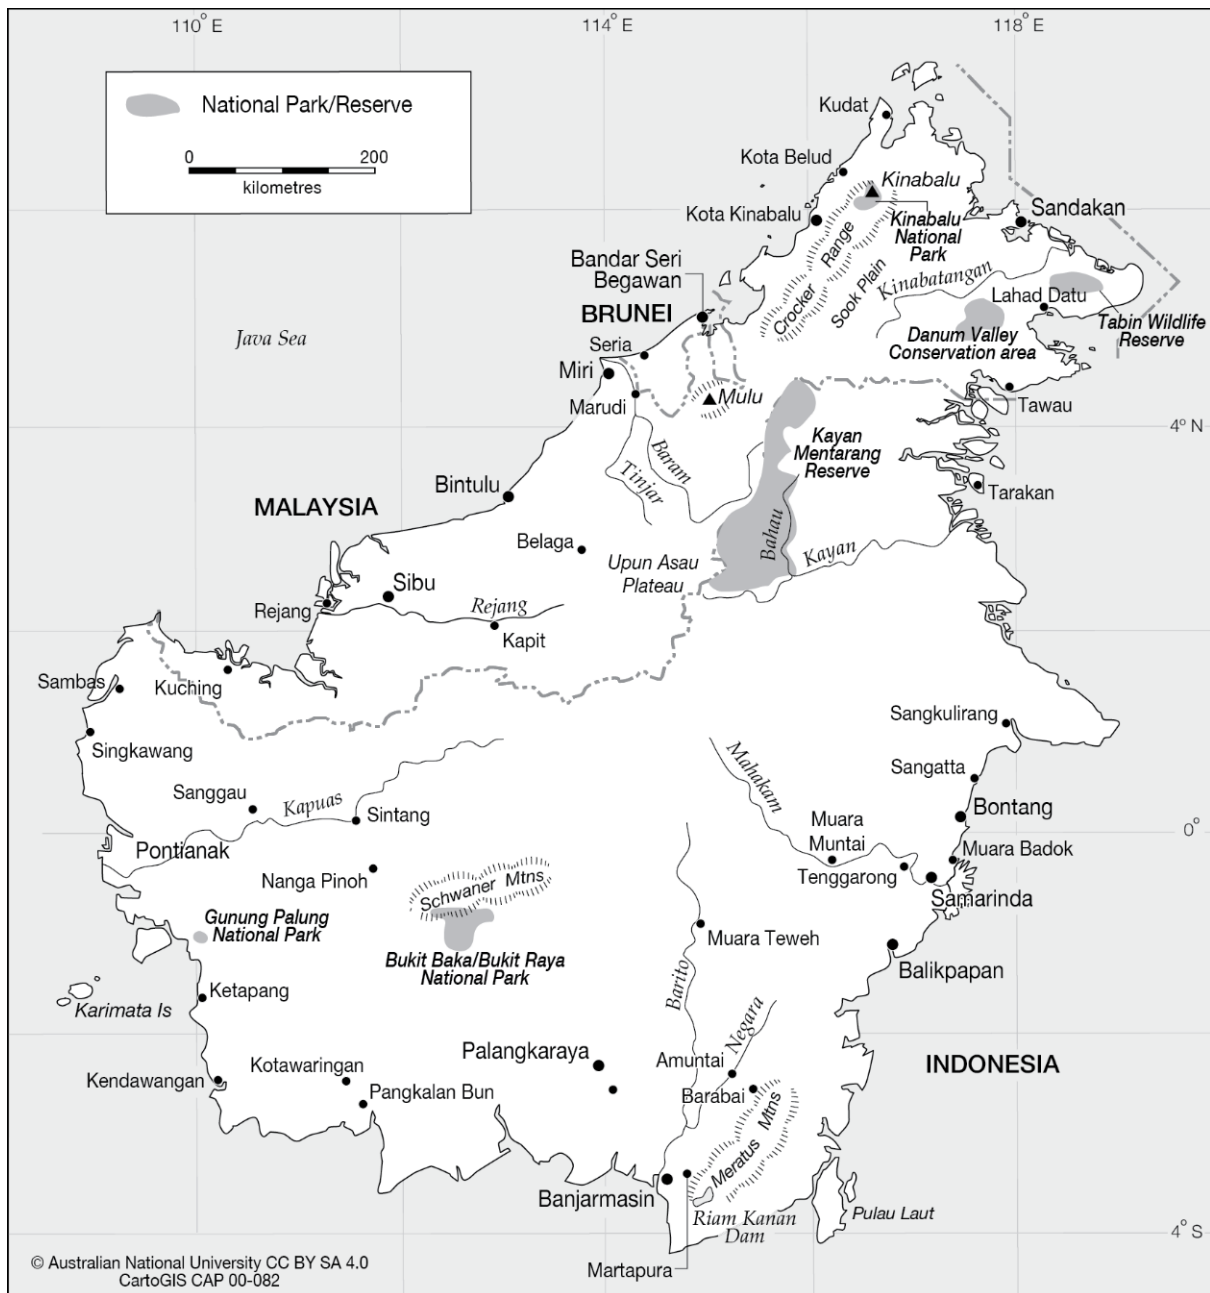 110° E
114° E
118° E
National Park/Reserve
0
200
kilometres
Kudat
Kota Belud
Kinabalu
Kota Kinabalu
Kinabalu
National
Park
Sandakan
Crocker Range
Sook Plain
Kinabatangan
Lahad Datu
Tabin Wildlife
Reserve
Danum Valley
Conservation area
Bandar Seri
Begawan
BRUNEI
Java Sea
Seria
Miri
Marudi
Mulu
Tawau
4° N
Kayan
Mentarang
Reserve
Baram
Tinjar
Bintulu
MALAYSIA
Tarakan
Belaga
Upun Asau
Plateau
Bahau
Kayan
Sibu
Rejang
Rejang
Kapit
Sambas
Kuching
Singkawang
Sangkulirang
Mahakam
Sangatta
Sanggau
Kapuas
Sintang
Bontang
Muara
Muntai
0°
Pontianak
Muara Badok
Nanga Pinoh
Tenggarong
Schwaner Mtns
Samarinda
Gunung Palung
National Park
Bukit Baka/Bukit Raya
National Park
Muara Teweh
Balikpapan
Ketapang
Karimata Is
Barito
Negara
Palangkaraya
Amuntai
INDONESIA
Kendawangan
Kotawaringan
Pangkalan Bun
Barabai
Meratus Mtns
Banjarmasin
Riam Kanan
Dam
Pulau Laut
4° S
Martapura
© Australian National University CC BY SA 4.0
CartoGIS CAP 00-082